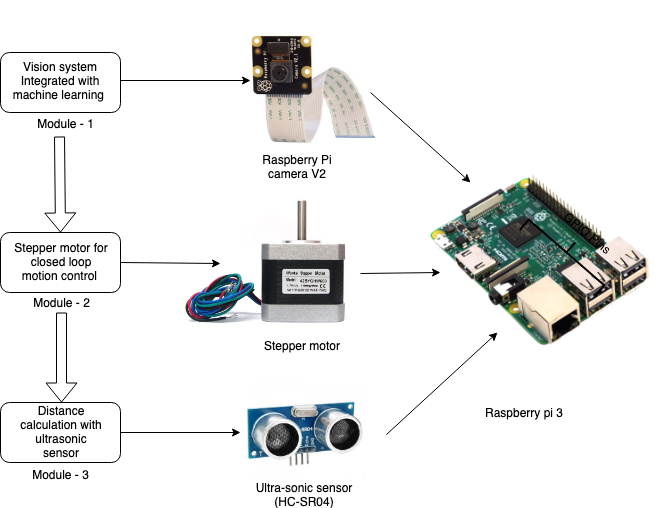 Vision system
Integrated with
machine learning
Module - 1
Raspberry Pi
camera V2
Stepper motor for
closed loop
motion control
Module - 2
Stepper motor
Distance
calculation with
ultrasonic
sensor
Module - 3
Ultra-sonic sensor
(HC-SR04)
Raspberry pi 3